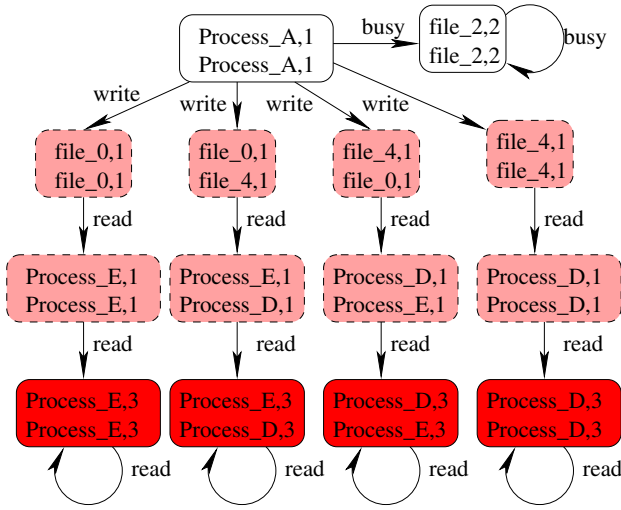 Process_A,1
Process_A,1
busy
file_2,2
file_2,2
busy
write
write
write
write
file_0,1
file_0,1
file_0,1
file_4,1
file_4,1
file_0,1
file_4,1
file_4,1
read
read
read
read
Process_E,1
Process_E,1
Process_E,1
Process_D,1
Process_D,1
Process_E,1
Process_D,1
Process_D,1
read
read
read
read
Process_E,3
Process_E,3
Process_E,3
Process_D,3
Process_D,3
Process_E,3
Process_D,3
Process_D,3
read
read
read
read